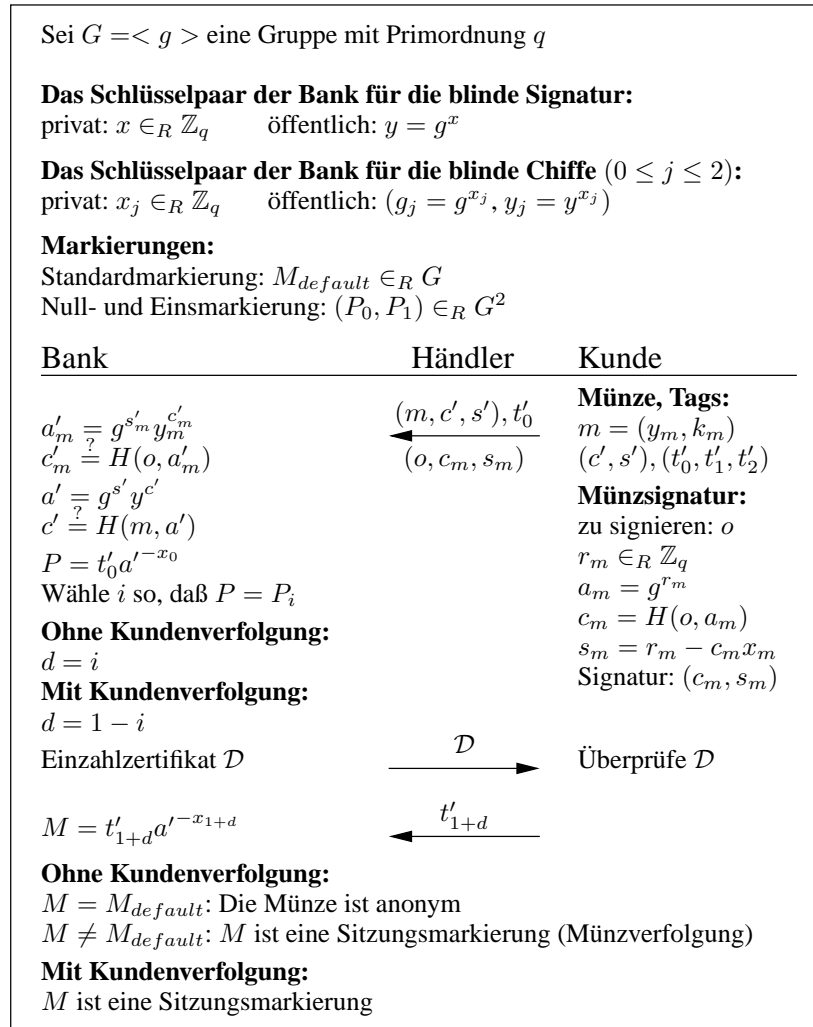 Sei G =< g > eine Gruppe mit Primordnung q
Das Schlüsselpaar der Bank für die blinde Signatur:
privat: x ∈_R ℤ_q öffentlich: y = g^x
Das Schlüsselpaar der Bank für die blinde Chiffe (0 ≤ j ≤ 2):
privat: x_j ∈_R ℤ_q öffentlich: (g_j = g^{x_j}, y_j = y^{x_j})
Markierungen:
Standardmarkierung: M_{default} ∈_R G
Null- und Einsmarkierung: (P_0, P_1) ∈_R G^2
Bank Händler Kunde
a'_m = g^{s'_m} y_m^{c'_m}
c'_m =^? H(o, a'_m)
a' = g^{s'} y^{c'}
c' =^? H(m, a')
P = t'_0 a'^{-x_0}
Wähle i so, daß P = P_i
Ohne Kundenverfolgung:
d = i
Mit Kundenverfolgung:
d = 1 − i
Einzahlzertifikat 𝒟
(m, c', s'), t'_0
(o, c_m, s_m)
𝒟
Münze, Tags:
m = (y_m, k_m)
(c', s'), (t'_0, t'_1, t'_2)
Münzsignatur:
zu signieren: o
r_m ∈_R ℤ_q
a_m = g^{r_m}
c_m = H(o, a_m)
s_m = r_m − c_m x_m
Signatur: (c_m, s_m)
Überprüfe 𝒟
M = t'_{1+d} a'^{-x_{1+d}} t'_{1+d}
Ohne Kundenverfolgung:
M = M_{default}: Die Münze ist anonym
M ≠ M_{default}: M ist eine Sitzungsmarkierung (Münzverfolgung)
Mit Kundenverfolgung:
M ist eine Sitzungsmarkierung